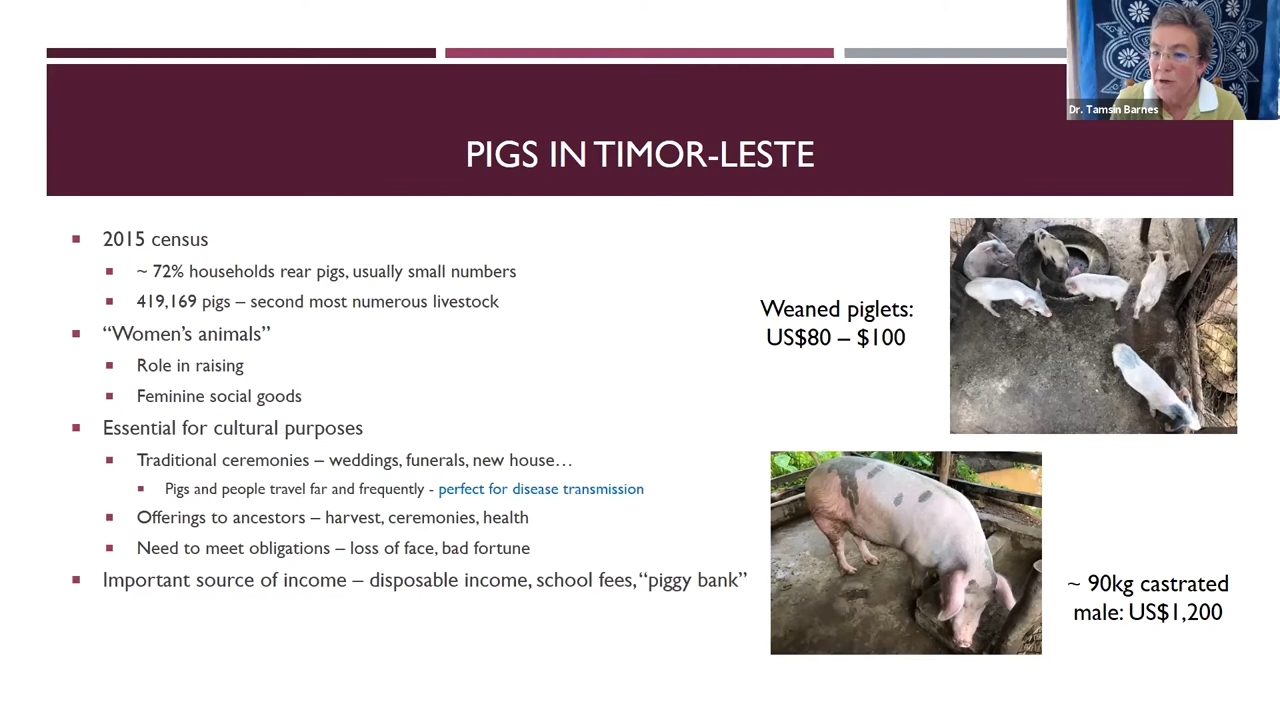 Dr. Tamsin Barnes
PIGS IN TIMOR-LESTE
2015 census
~ 72% households rear pigs, usually small numbers
419,169 pigs – second most numerous livestock
“Women’s animals”
Role in raising
Feminine social goods
Essential for cultural purposes
Traditional ceremonies – weddings, funerals, new house…
Pigs and people travel far and frequently - perfect for disease transmission
Offerings to ancestors – harvest, ceremonies, health
Need to meet obligations – loss of face, bad fortune
Important source of income – disposable income, school fees, “piggy bank”
Weaned piglets:
US$80 – $100
~ 90kg castrated
male: US$1,200